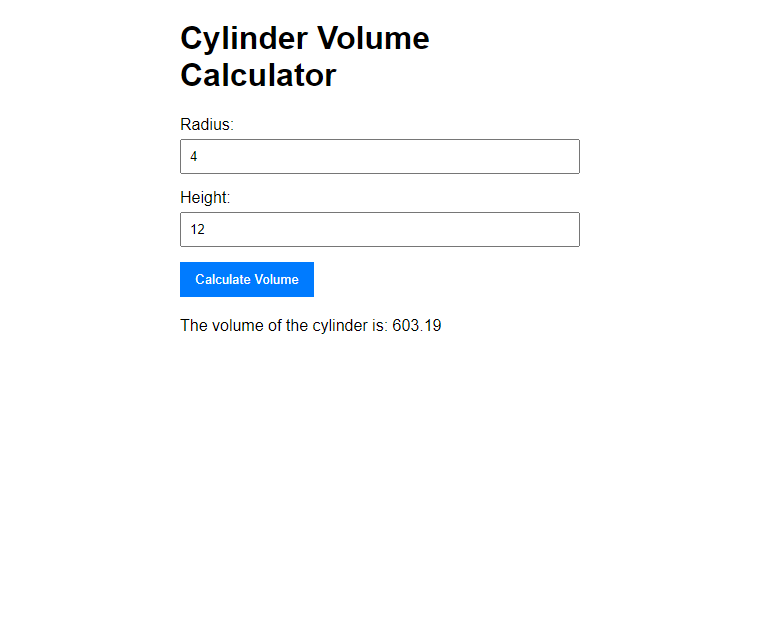 Cylinder Volume
Calculator
Radius:
4
Height:
12
Calculate Volume
The volume of the cylinder is: 603.19